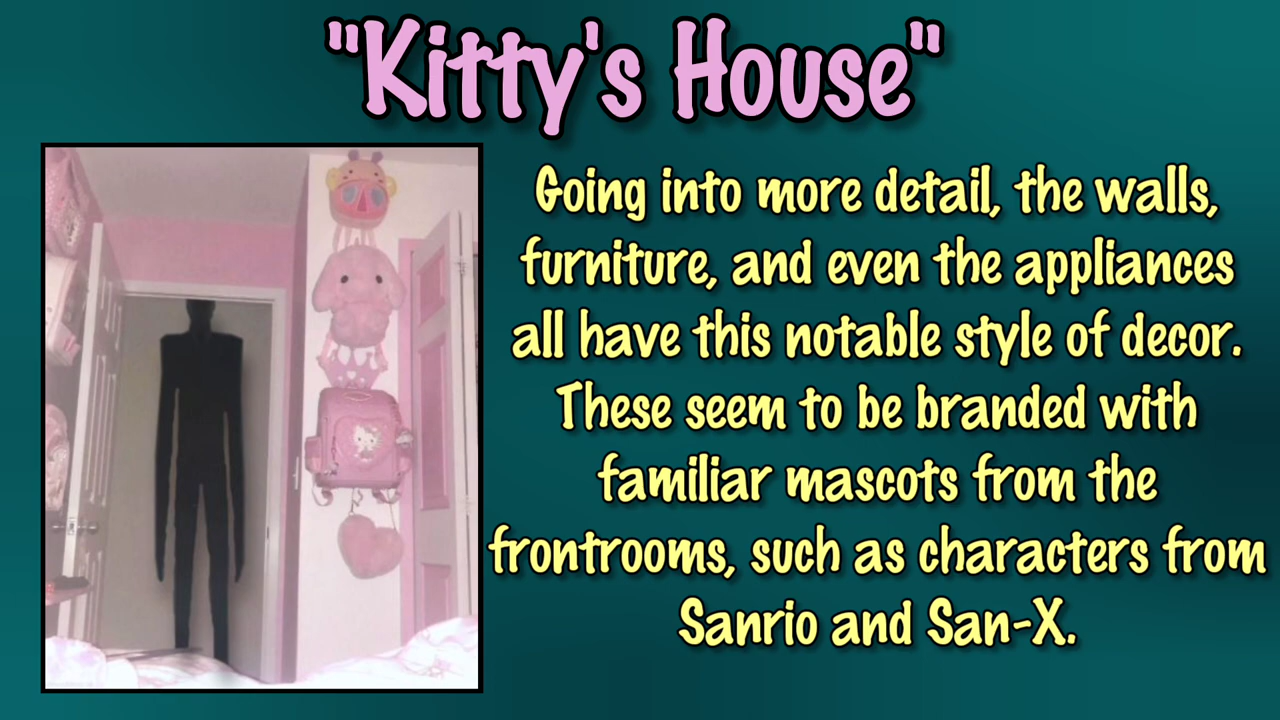 "Kitty's House"
Going into more detail, the walls,
furniture, and even the appliances
all have this notable style of decor.
These seem to be branded with
familiar mascots from the
frontrooms, such as characters from
Sanrio and San-X.